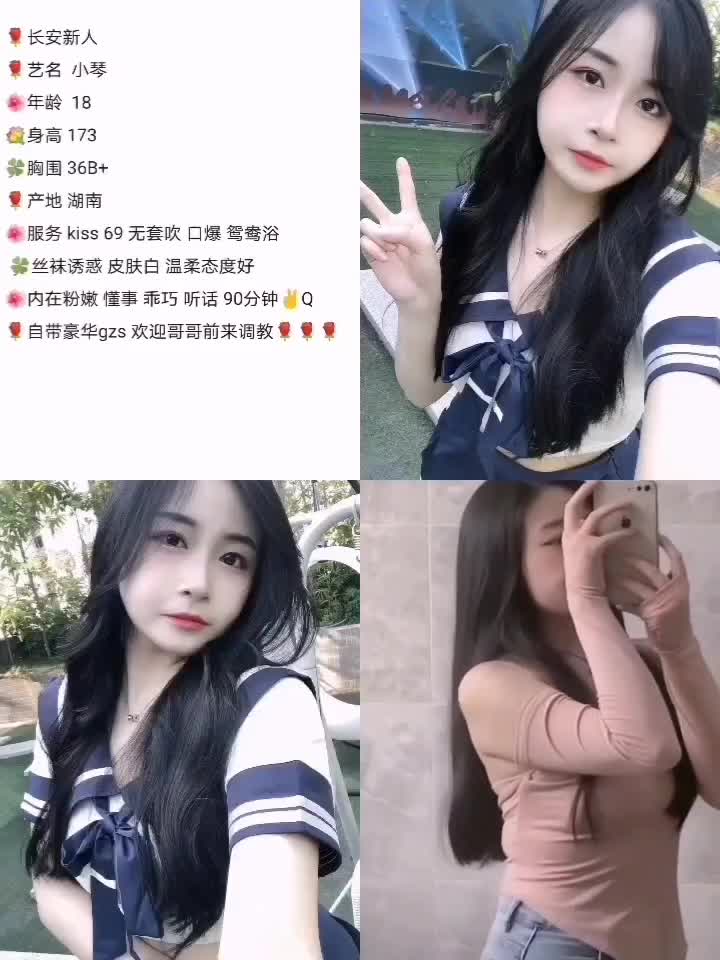 🌹长安新人
🌹艺名 小琴
🌺年龄 18
💐身高 173
🍀胸围 36B+
🌹产地 湖南
🌺服务 kiss 69 无套吹 口爆 鸳鸯浴
🍀丝袜诱惑 皮肤白 温柔态度好
🌺内在粉嫩 懂事 乖巧 听话 90分钟✌️Q
🌹自带豪华gzs 欢迎哥哥前来调教🌹🌹🌹